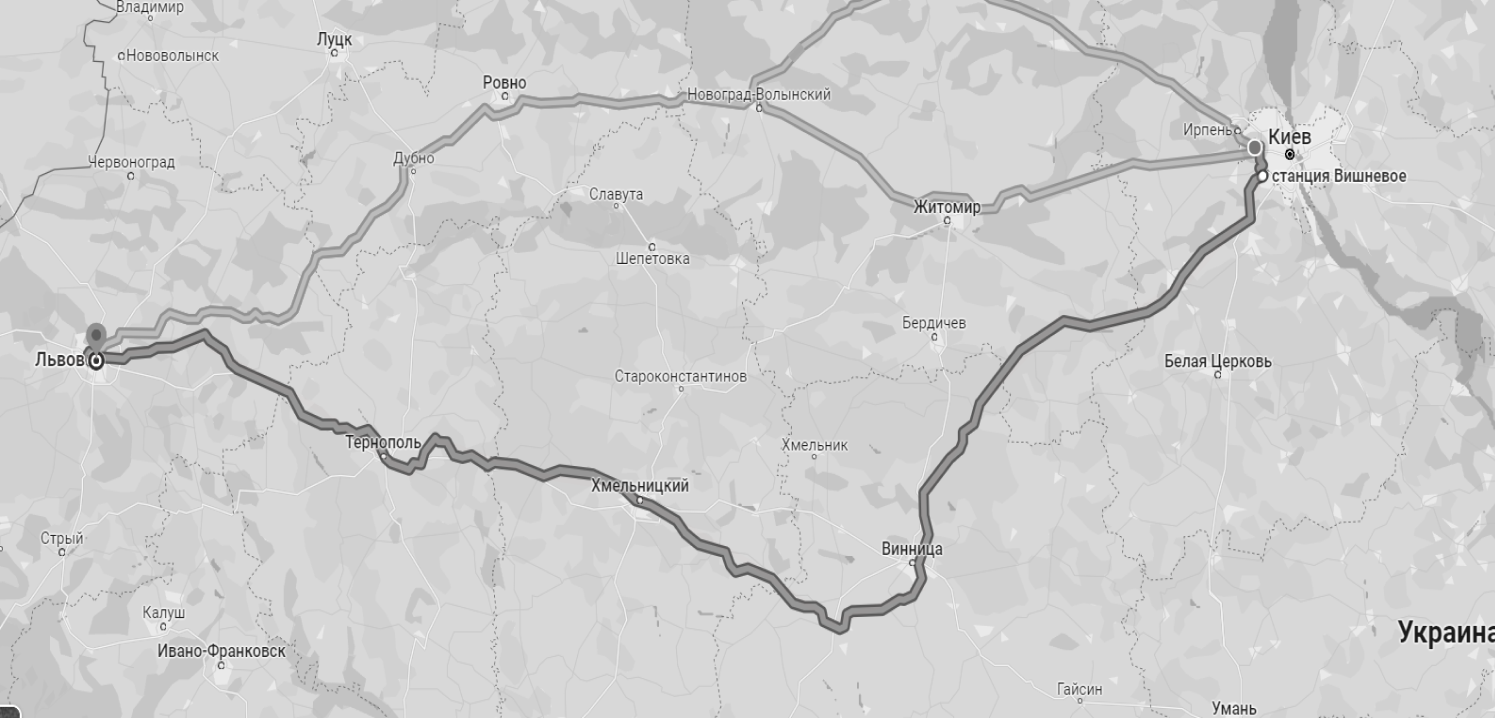 Владимир
Луцк
Нововолынск
Ровно
Новоград-Волынский
Ирпень
Киев
Червоноград
Дубно
станция Вишневое
Славута
Житомир
Шепетовка
Бердичев
Львов
Белая Церковь
Староконстантинов
Тернополь
Хмельник
Хмельницкий
Стрый
Винница
Калуш
Украина
Ивано-Франковск
Гайсин
Умань